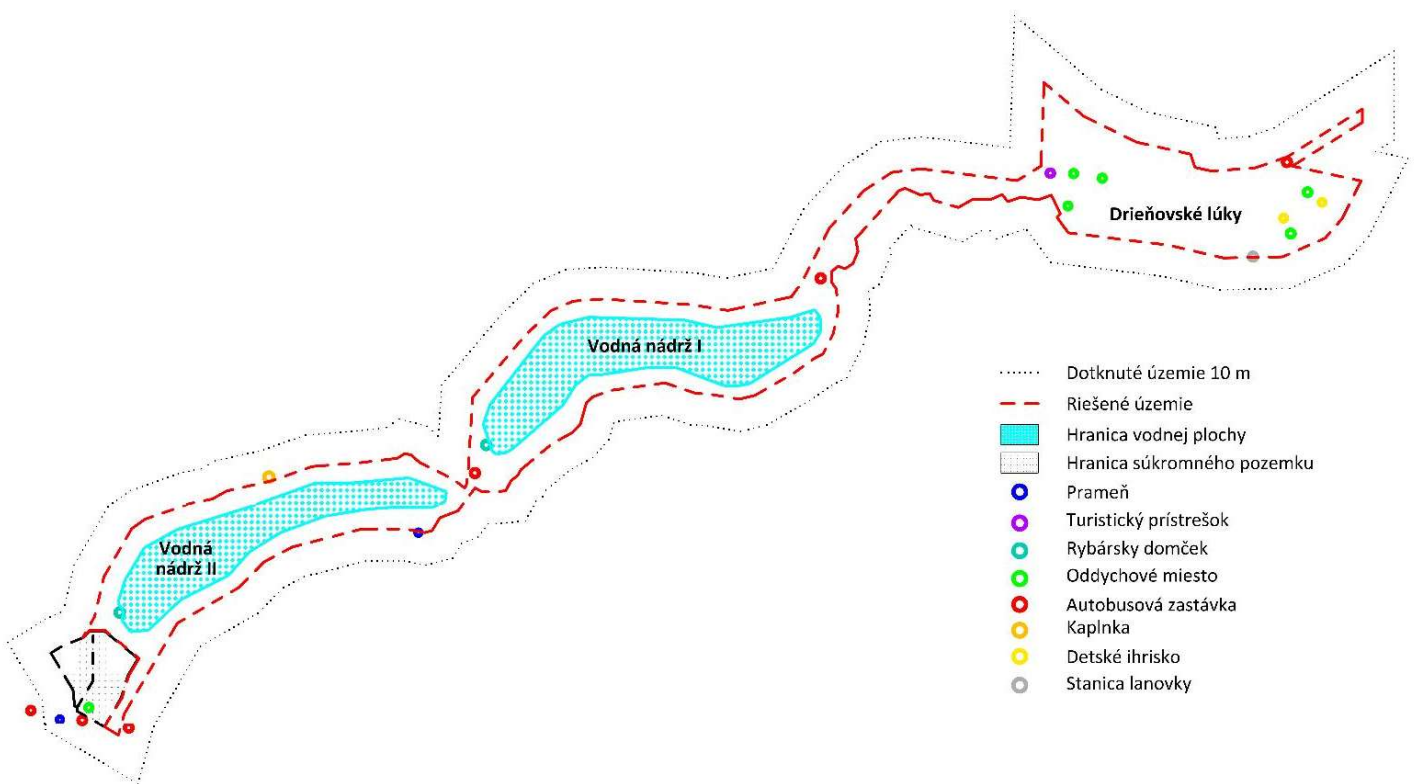 Drieňovské lúky
Vodná nádrž I
Vodná
nádrž II
Dotknuté územie 10 m
Riešené územie
Hranica vodnej plochy
Hranica súkromného pozemku
Prameň
Turistický prístrešok
Rybársky domček
Oddychové miesto
Autobusová zastávka
Kaplnka
Detské ihrisko
Stanica lanovky